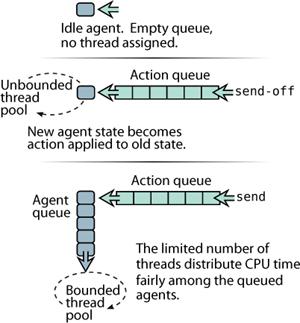 Idle agent. Empty queue,
no thread assigned.
Action queue
Unbounded
thread
pool
send-off
New agent state becomes
action applied to old state.
Action queue
Agent
queue
send
The limited number of
threads distribute CPU time
fairly among the queued
agents.
Bounded
thread
pool